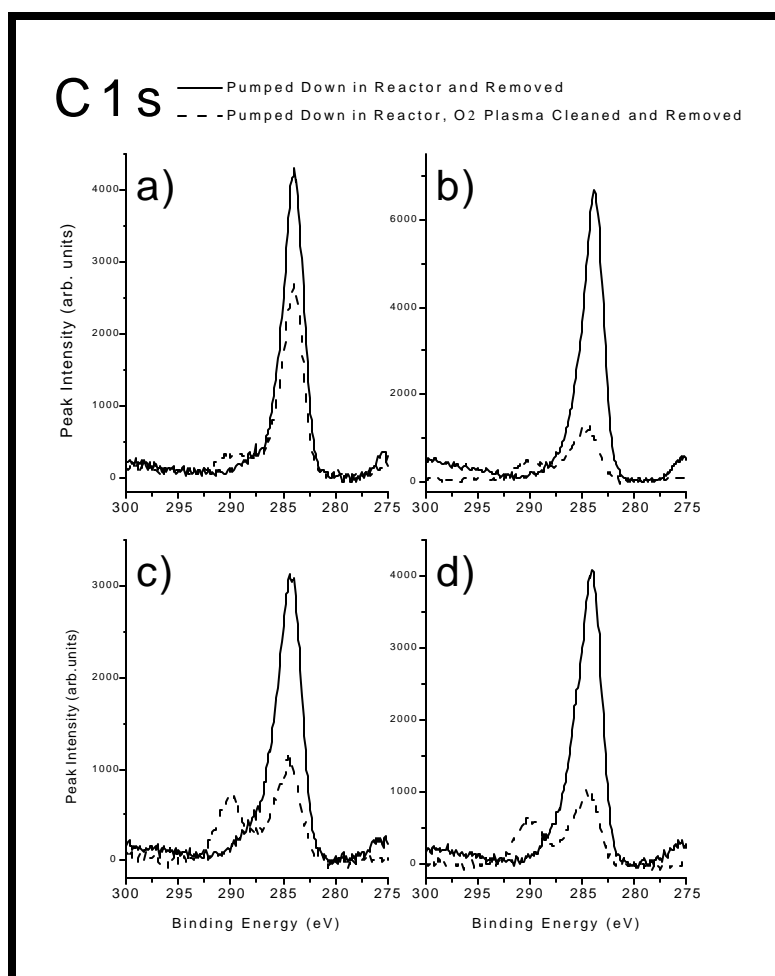 C1s
Pumped Down in Reactor and Removed
Pumped Down in Reactor, O2 Plasma Cleaned and Removed
a)
b)
Peak Intensity (arb. units)
4000
3000
2000
1000
0
6000
4000
2000
0
300 295 290 285 280 275
300 295 290 285 280 275
c)
d)
Peak Intensity (arb.units)
3000
2000
1000
0
4000
3000
2000
1000
0
300 295 290 285 280 275
300 295 290 285 280 275
Binding Energy (eV)
Binding Energy (eV)